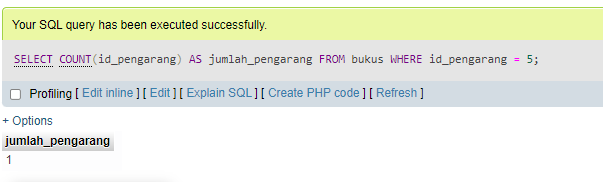 Your SQL query has been executed successfully.
SELECT COUNT(id_pengarang) AS jumlah_pengarang FROM bukus WHERE id_pengarang = 5;
Profiling [ Edit inline ] [ Edit ] [ Explain SQL ] [ Create PHP code ] [ Refresh ]
+ Options
jumlah_pengarang
1